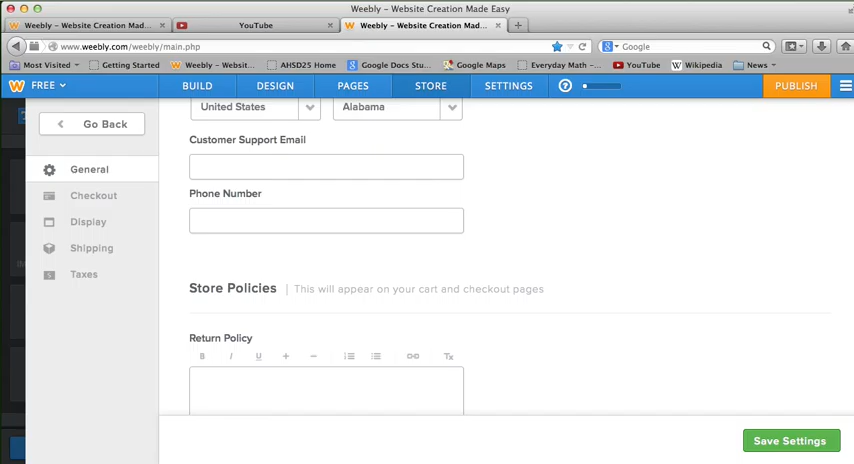 Weebly - Website Creation Made Easy
Weebly - Website Creation Mad...
YouTube
Weebly - Website Creation Mad...
www.weebly.com/weebly/main.php
Google
Most Visited
Getting Started
Weebly - Websit...
AHSD25 Home
Google Docs Stu...
Google Maps
Everyday Math -...
YouTube
Wikipedia
News
FREE
BUILD
DESIGN
PAGES
STORE
SETTINGS
PUBLISH
Go Back
United States
Alabama
Customer Support Email
General
Phone Number
Checkout
Display
Shipping
Taxes
Store Policies | This will appear on your cart and checkout pages
Return Policy
B I U + −
Tx
Save Settings